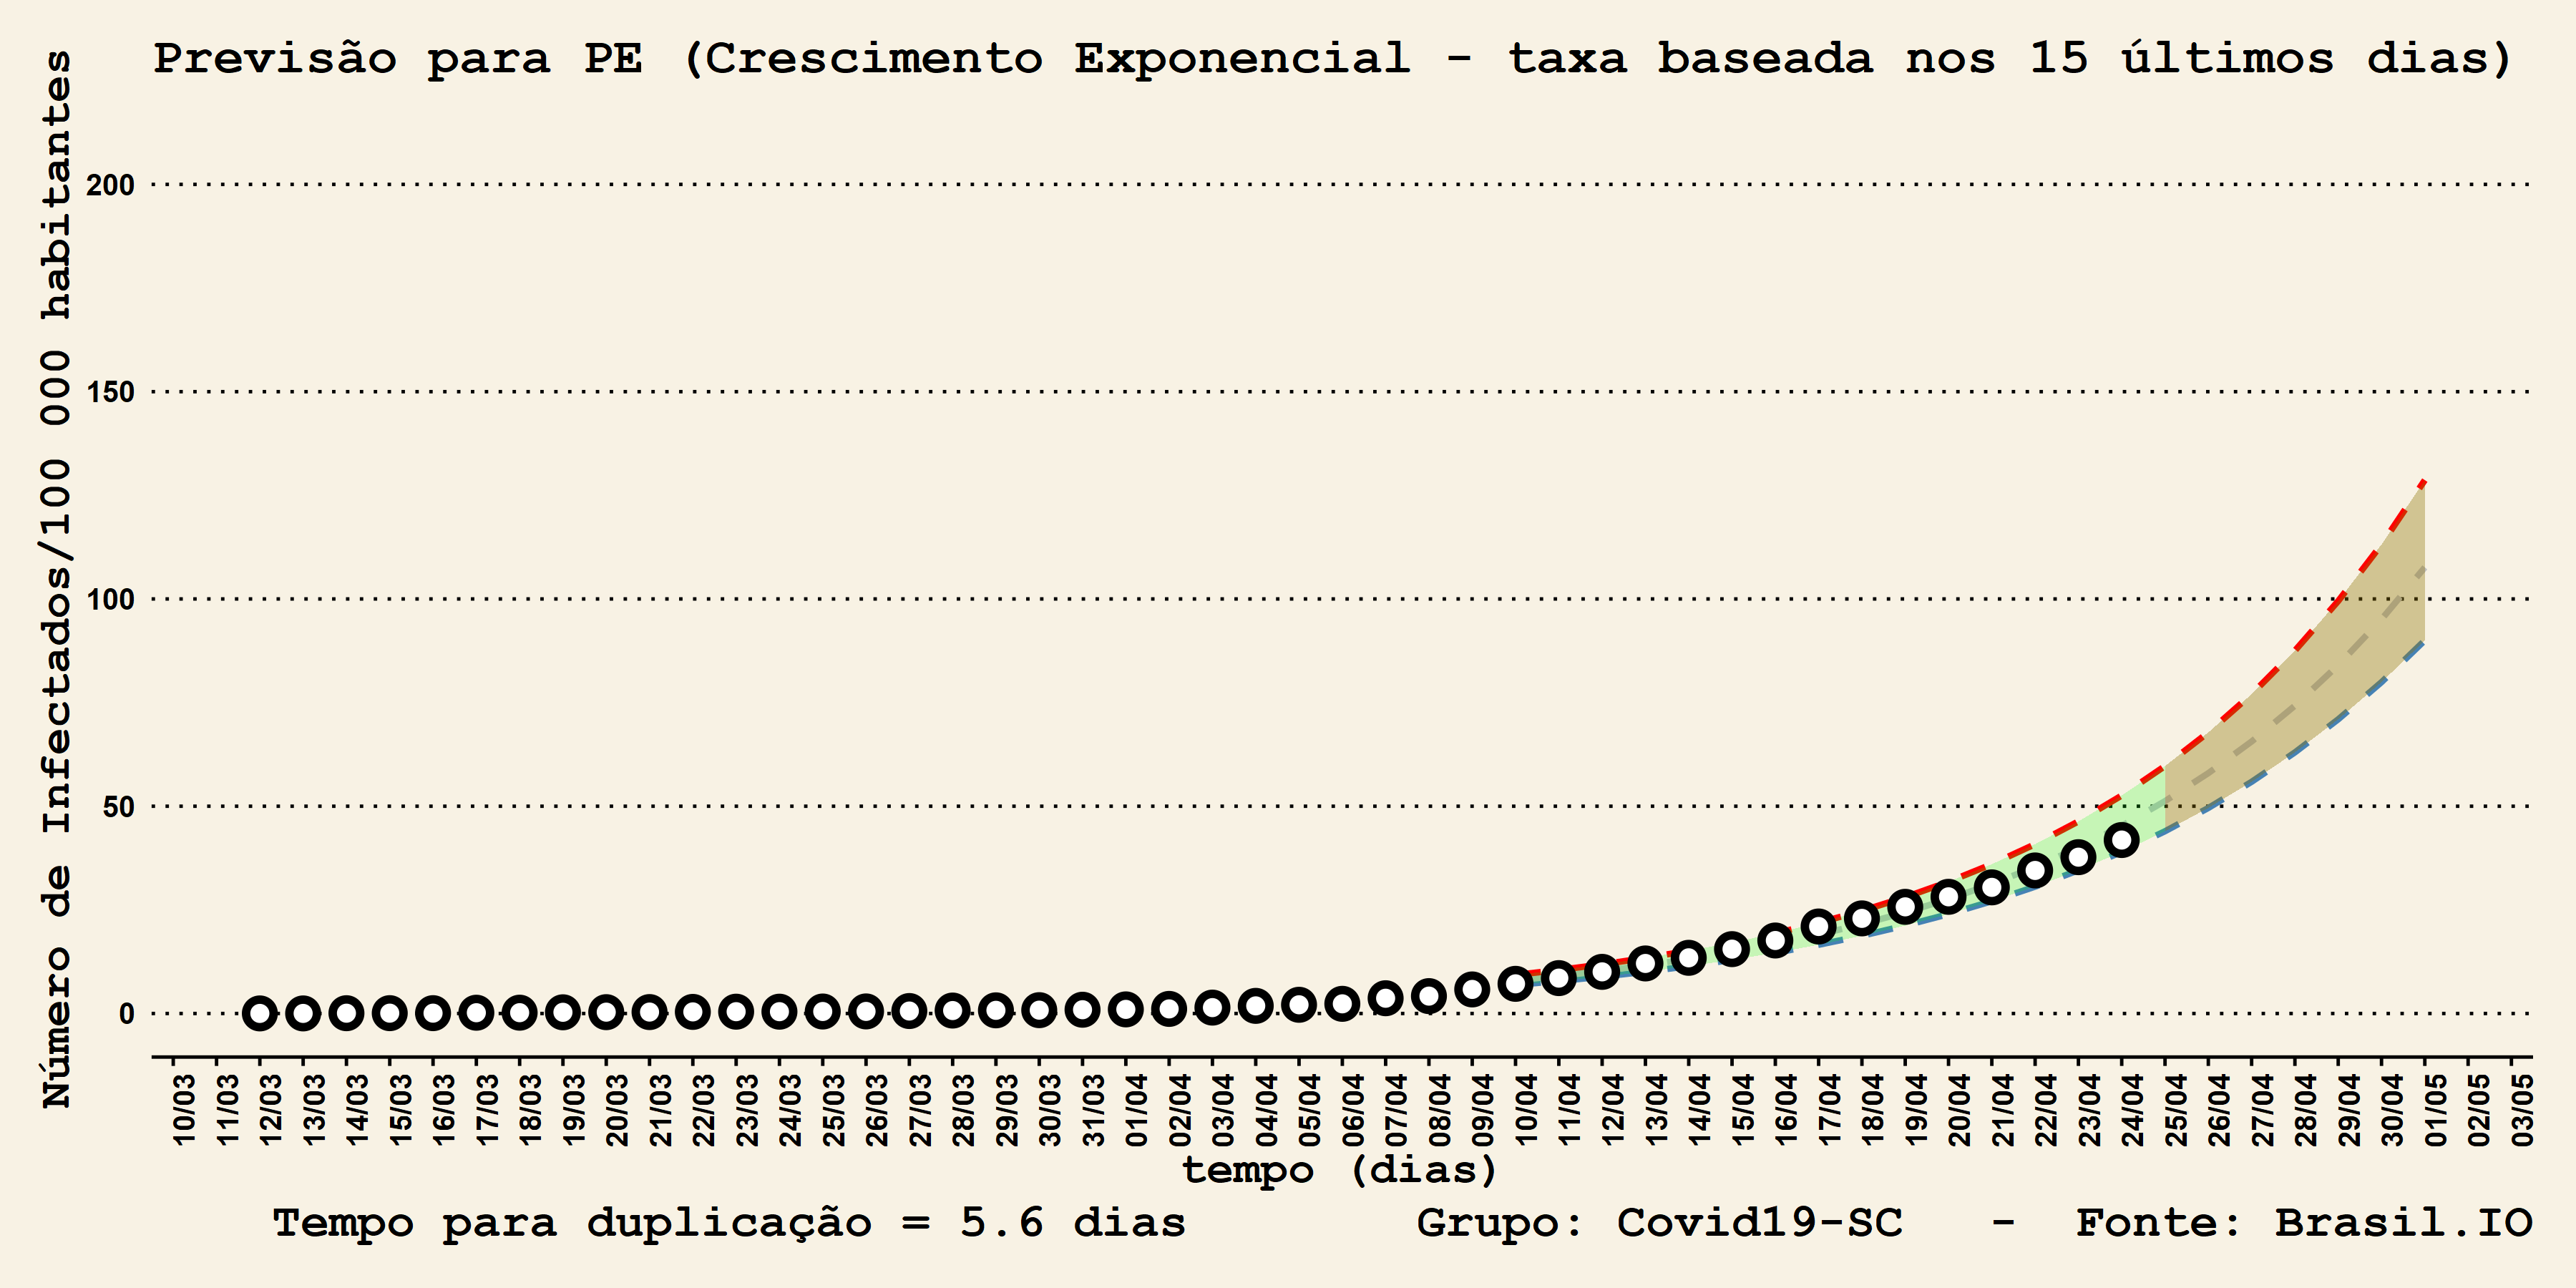 Previsão para PE (Crescimento Exponencial - taxa baseada nos 15 últimos dias)
Número de Infectados/100 000 habitantes
200
150
100
50
0
10/03 11/03 12/03 13/03 14/03 15/03 16/03 17/03 18/03 19/03 20/03 21/03 22/03 23/03 24/03 25/03 26/03 27/03 28/03 29/03 30/03 31/03 01/04 02/04 03/04 04/04 05/04 06/04 07/04 08/04 09/04 10/04 11/04 12/04 13/04 14/04 15/04 16/04 17/04 18/04 19/04 20/04 21/04 22/04 23/04 24/04 25/04 26/04 27/04 28/04 29/04 30/04 01/05 02/05 03/05
tempo (dias)
Tempo para duplicação = 5.6 dias Grupo: Covid19-SC - Fonte: Brasil.IO